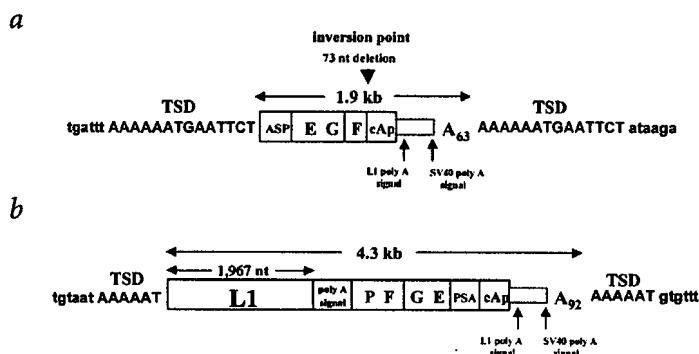 a
inversion point
73 nt deletion
1.9 kb
TSD
TSD
tgattt AAAAAATGAATTCT ASP E G F cAp A63 AAAAAATGAATTCT ataaga
L1 poly A signal
SV40 poly A signal
b
4.3 kb
TSD
1,967 nt
TSD
tgtaat AAAAAT L1 poly A signal P F G E PSA cAp A92 AAAAAT gtgttt
L1 poly A signal
SV40 poly A signal